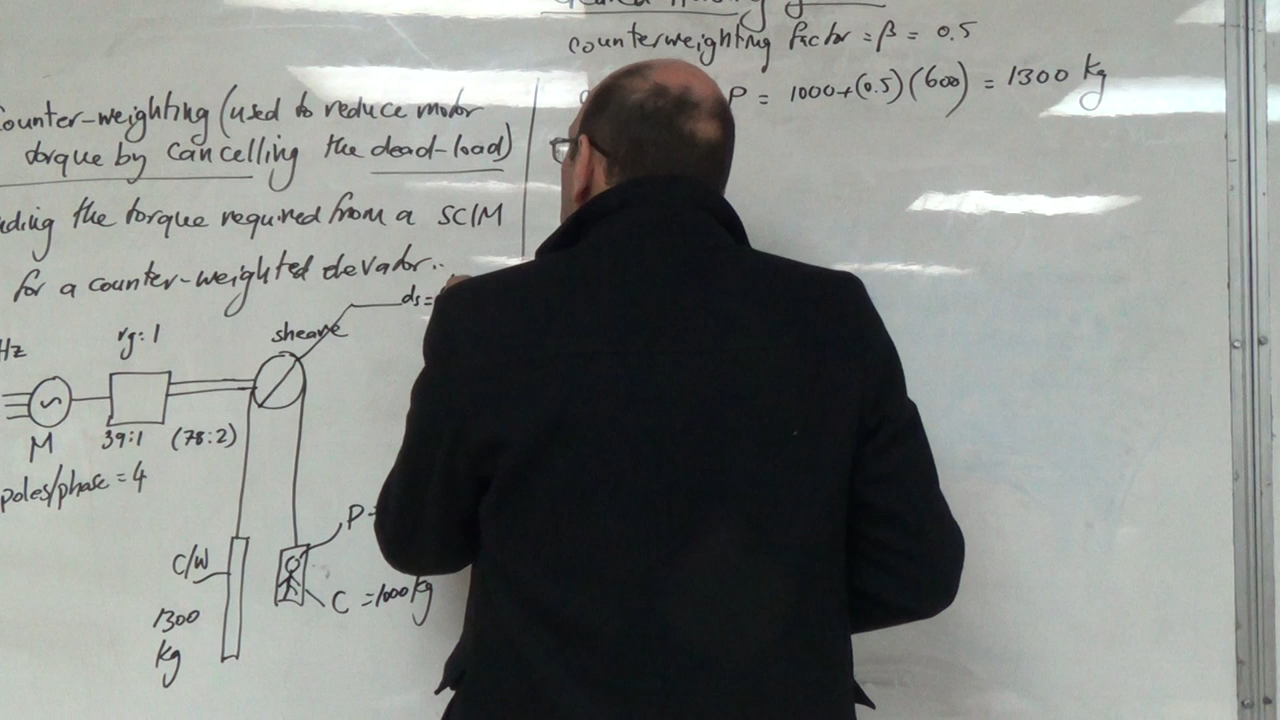 counterweighting factor = β = 0.5
P = 1000+(0.5)(600) = 1300 kg
ounter-weighting (used to reduce motor
torque by cancelling the dead-load)
nding the torque required from a SCIM
for a counter-weighted elevator..
ds=
sheave
rg:1
Hz
M
39:1 (78:2)
poles/phase = 4
P=
C/W
C = 1000 kg
1300
kg